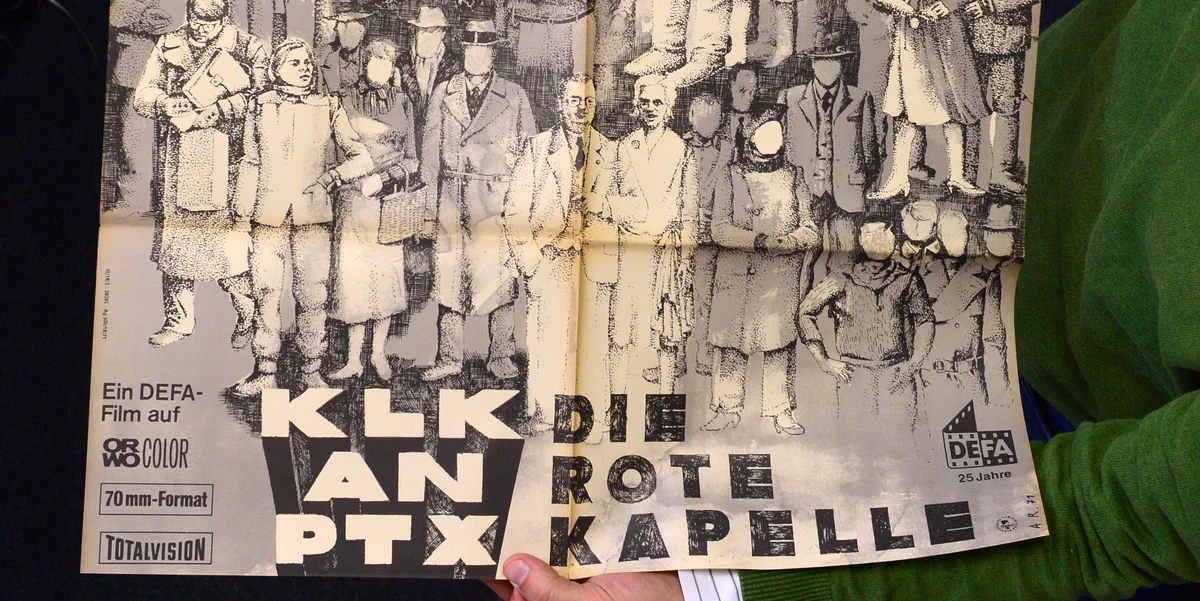 Ein DEFA-
Film auf
ORWO COLOR
70 mm-Format
TOTALVISION
KLK
AN
PTX
DIE
ROTE
KAPELLE
DEFA
25 Jahre
A R. 71